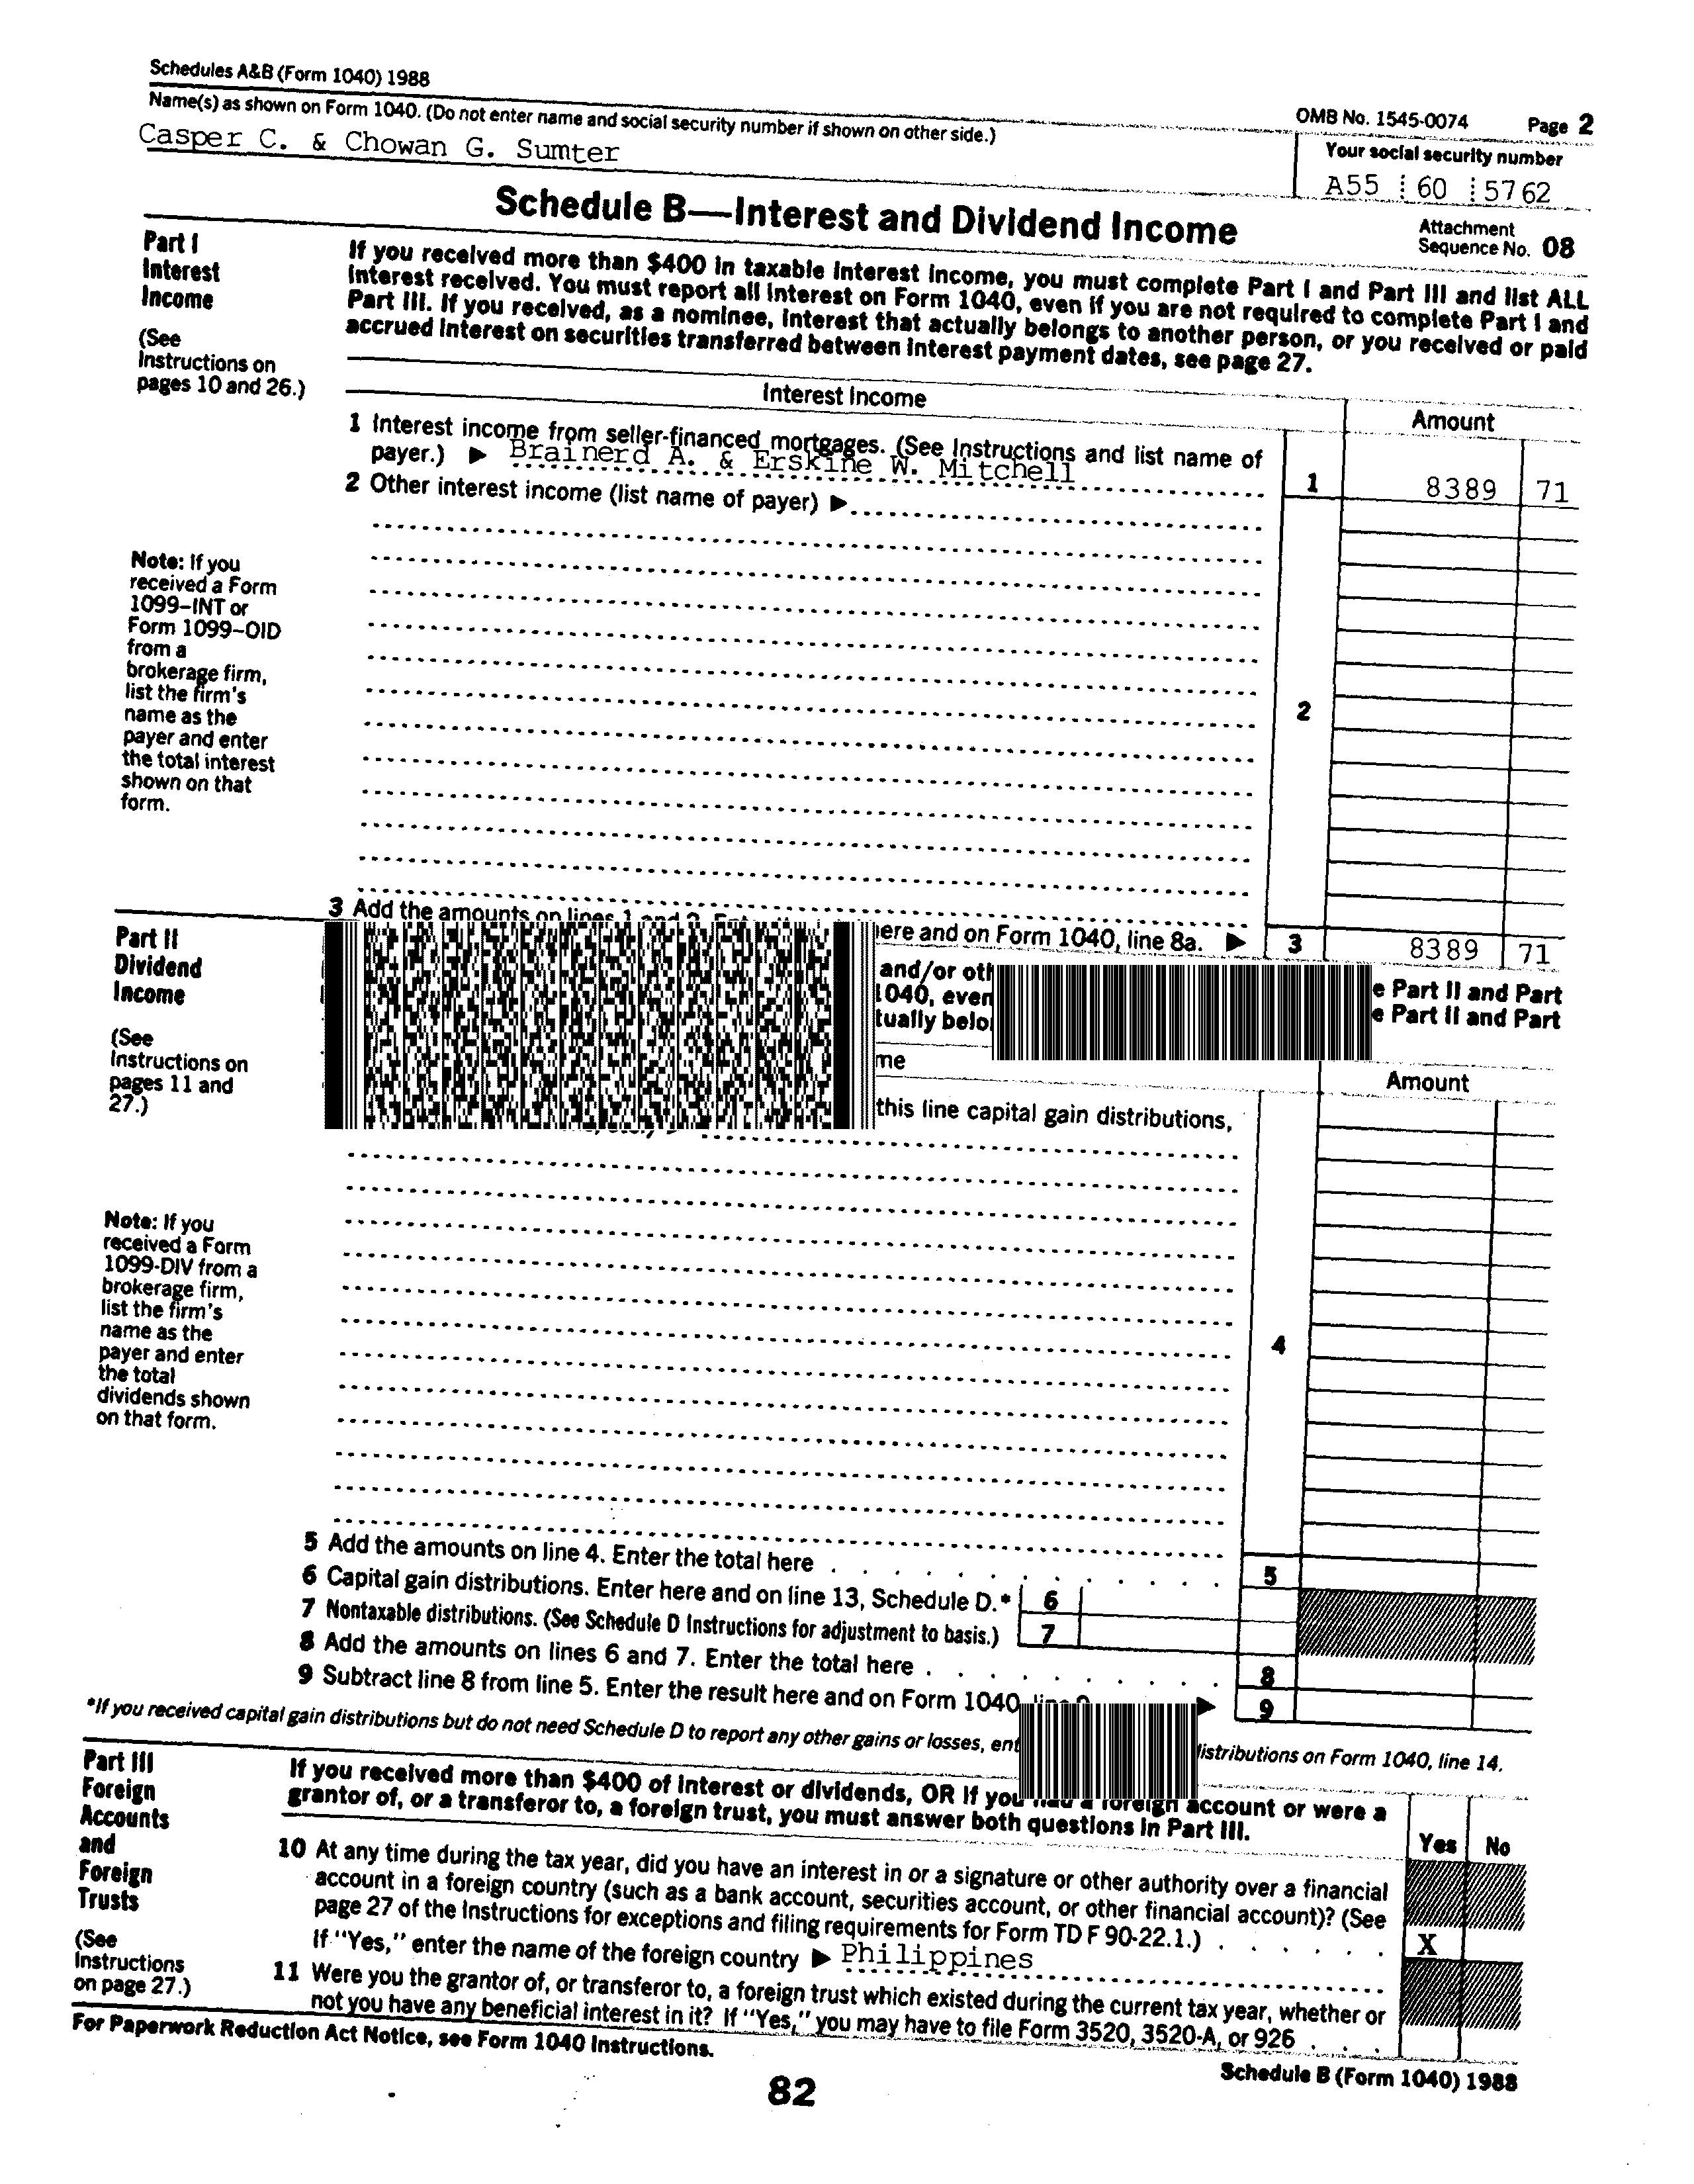 Schedules A&B (Form 1040) 1988
OMB No. 1545-0074 Page 2
Name(s) as shown on Form 1040. (Do not enter name and social security number if shown on other side.)
Your social security number
Casper C. & Chowan G. Sumter
A55 60 5762
Schedule B—Interest and Dividend Income
Attachment
Sequence No. 08
Part I
Interest
Income
(See
Instructions on
pages 10 and 26.)
If you received more than $400 in taxable interest income, you must complete Part I and Part III and list ALL
interest received. You must report all interest on Form 1040, even if you are not required to complete Part I and
Part III. If you received, as a nominee, interest that actually belongs to another person, or you received or paid
accrued interest on securities transferred between interest payment dates, see page 27.
Interest Income
Amount
1 Interest income from seller-financed mortgages. (See Instructions and list name of
payer.) ▶ Brainerd A. & Erskine W. Mitchell
1 8389 71
2 Other interest income (list name of payer) ▶
Note: If you
received a Form
1099–INT or
Form 1099–OID
from a
brokerage firm,
list the firm's
name as the
payer and enter
the total interest
shown on that
form.
2
3 Add the amounts on lines 1 and 2. here and on Form 1040, line 8a. ▶ 3 8389 71
Part II
Dividend
Income
(See
Instructions on
pages 11 and
27.)
and/or
1040, even
e Part II and Part
e Part II and Part
Amount
this line capital gain distributions,
Note: If you
received a Form
1099-DIV from a
brokerage firm,
list the firm's
name as the
payer and enter
the total
dividends shown
on that form.
4
5 Add the amounts on line 4. Enter the total here 5
6 Capital gain distributions. Enter here and on line 13, Schedule D.* 6
7 Nontaxable distributions. (See Schedule D Instructions for adjustment to basis.) 7
8 Add the amounts on lines 6 and 7. Enter the total here 8
9 Subtract line 8 from line 5. Enter the result here and on Form 1040, ▶ 9
*If you received capital gain distributions but do not need Schedule D to report any other gains or losses, distributions on Form 1040, line 14.
Part III
Foreign
Accounts
and
Foreign
Trusts
(See
Instructions
on page 27.)
If you received more than $400 of interest or dividends, OR if you had a foreign account or were a
grantor of, or a transferor to, a foreign trust, you must answer both questions in Part III.
Yes No
10 At any time during the tax year, did you have an interest in or a signature or other authority over a financial
account in a foreign country (such as a bank account, securities account, or other financial account)? (See
page 27 of the Instructions for exceptions and filing requirements for Form TD F 90-22.1.) X
If "Yes," enter the name of the foreign country ▶ Philippines
11 Were you the grantor of, or transferor to, a foreign trust which existed during the current tax year, whether or
not you have any beneficial interest in it? If "Yes," you may have to file Form 3520, 3520-A, or 926
For Paperwork Reduction Act Notice, see Form 1040 Instructions.
Schedule B (Form 1040) 1988
82